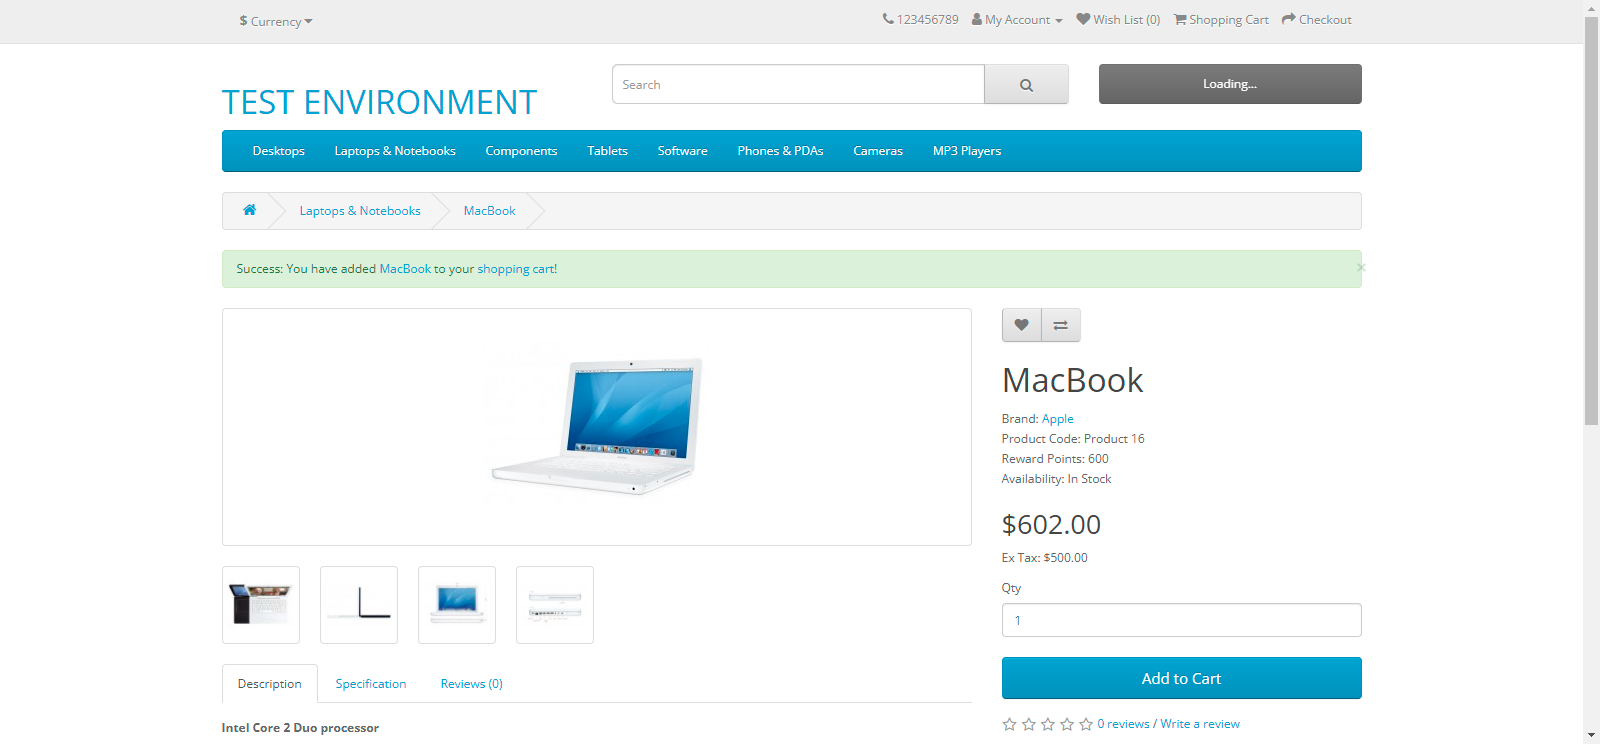 $ Currency
123456789 My Account Wish List (0) Shopping Cart Checkout
TEST ENVIRONMENT
Search
Loading...
Desktops Laptops & Notebooks Components Tablets Software Phones & PDAs Cameras MP3 Players
Laptops & Notebooks MacBook
Success: You have added MacBook to your shopping cart!
×
MacBook
Brand: Apple
Product Code: Product 16
Reward Points: 600
Availability: In Stock
$602.00
Ex Tax: $500.00
Qty
1
Add to Cart
0 reviews / Write a review
Description Specification Reviews (0)
Intel Core 2 Duo processor